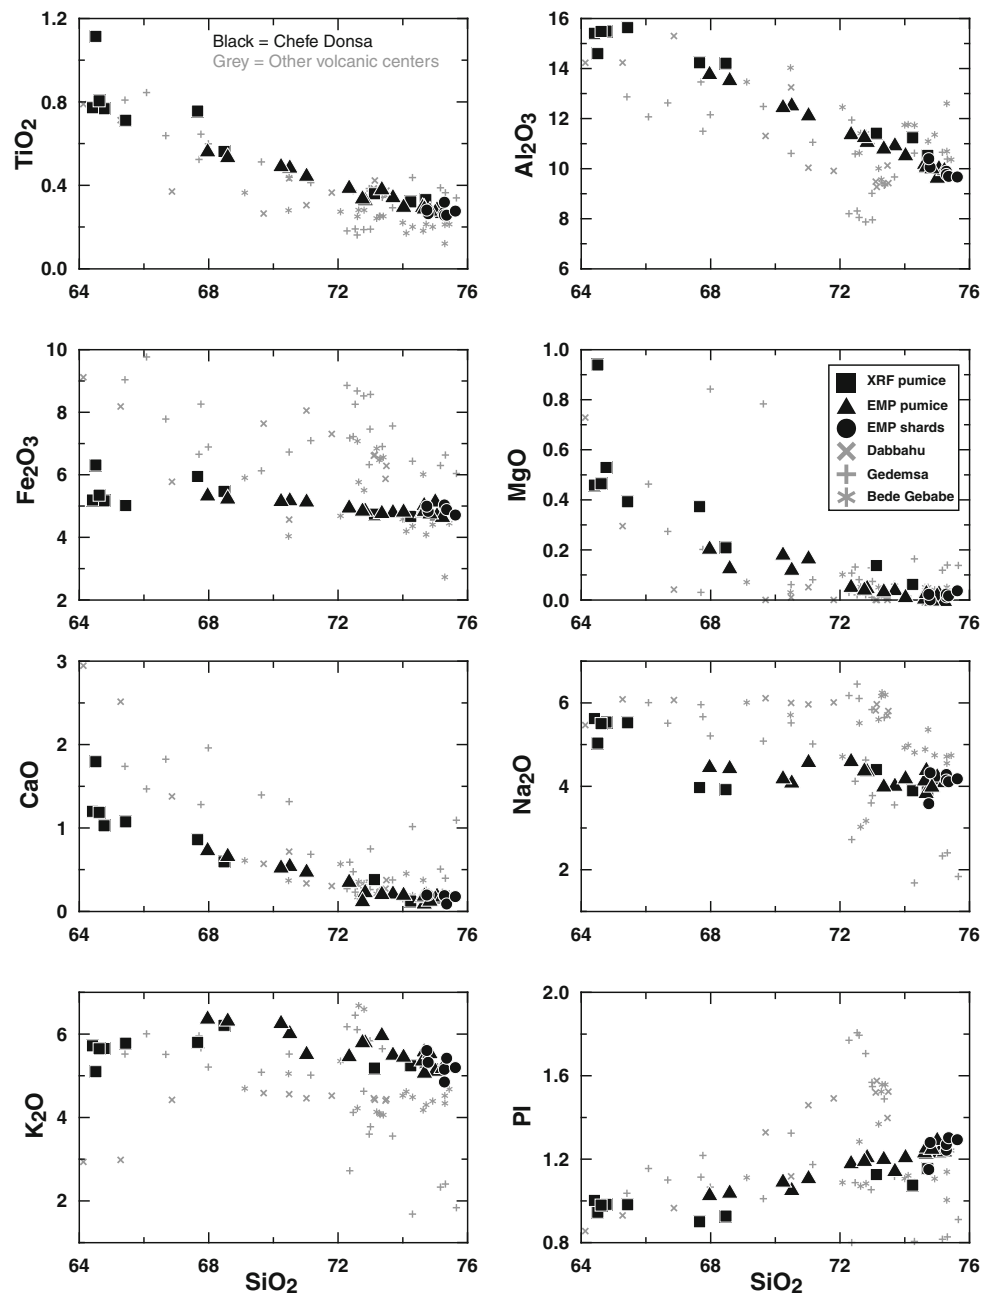 1.2
0.8
0.4
0.0
TiO2
Black = Chefe Donsa
Grey = Other volcanic centers
64 68 72 76
16
14
12
10
8
6
Al2O3
64 68 72 76
10
8
6
4
2
Fe2O3
64 68 72 76
1.0
0.8
0.6
0.4
0.2
0.0
MgO
XRF pumice
EMP pumice
EMP shards
Dabbahu
Gedemsa
Bede Gebabe
64 68 72 76
3
2
1
0
CaO
64 68 72 76
6
4
2
Na2O
64 68 72 76
6
4
2
K2O
64 68 72 76
SiO2
2.0
1.6
1.2
0.8
PI
64 68 72 76
SiO2